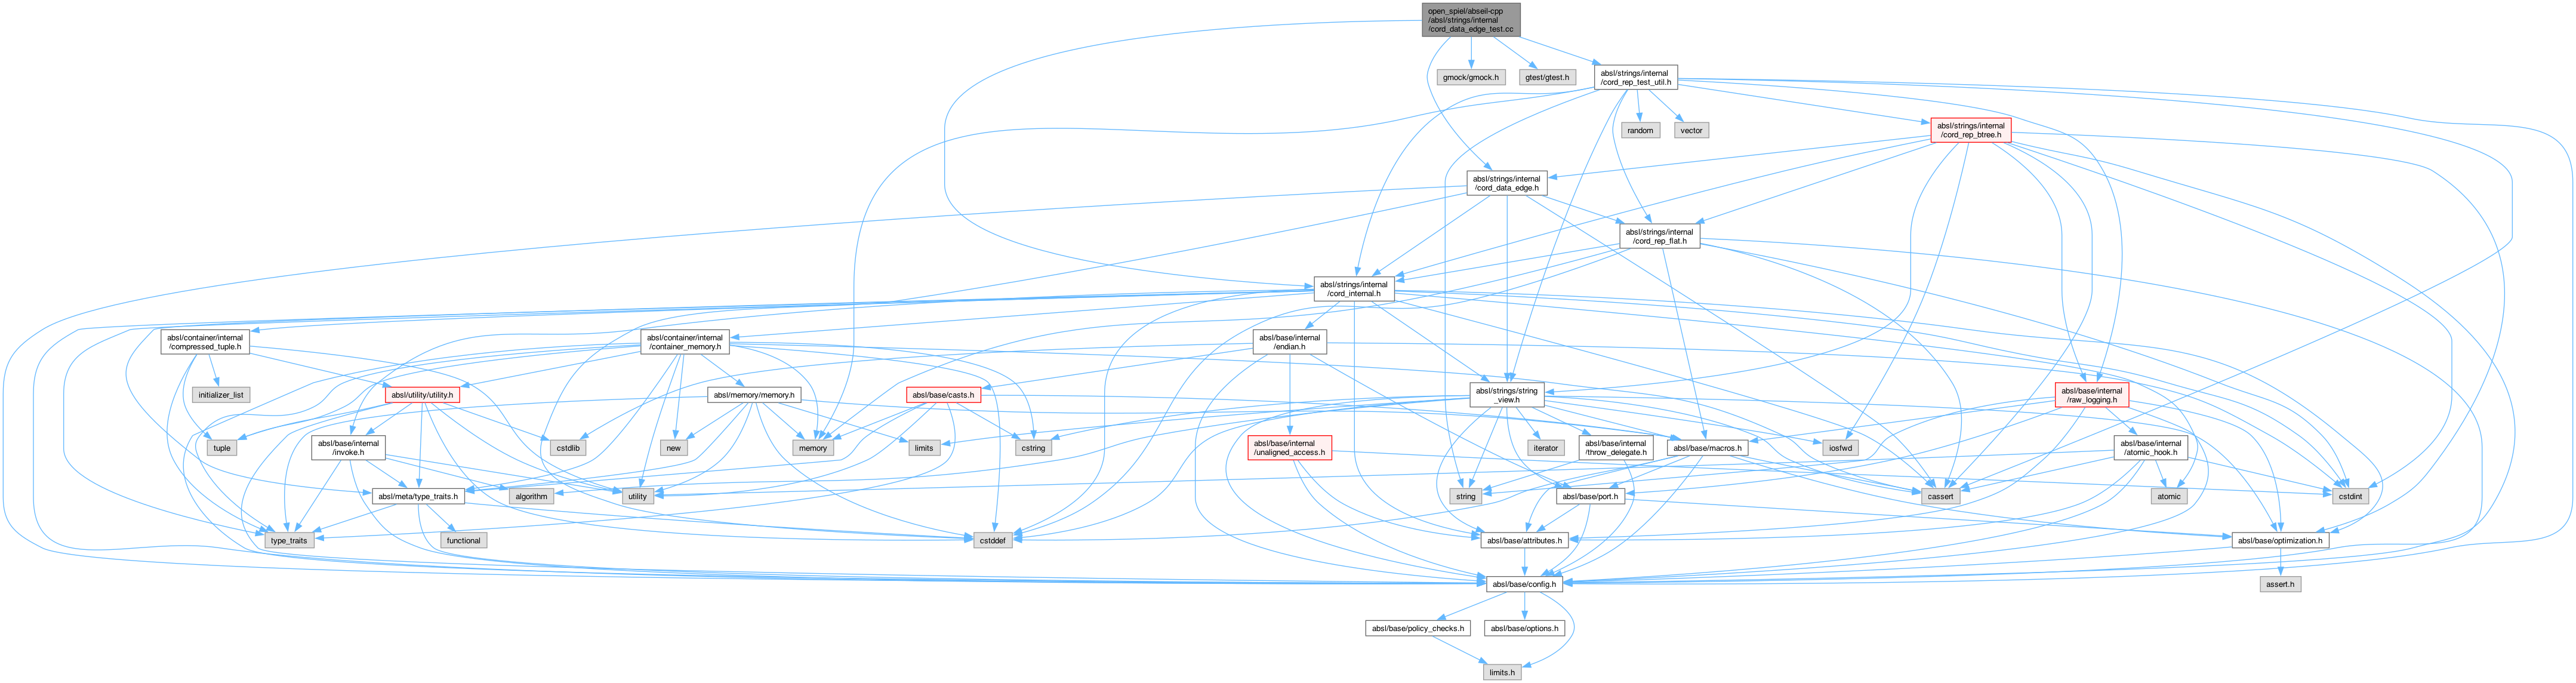 open_spiel/abseil-cpp
/absl/strings/internal
/cord_data_edge_test.cc
gmock/gmock.h
gtest/gtest.h
absl/strings/internal
/cord_rep_test_util.h
random
vector
absl/strings/internal
/cord_rep_btree.h
absl/strings/internal
/cord_data_edge.h
absl/strings/internal
/cord_rep_flat.h
absl/strings/internal
/cord_internal.h
absl/container/internal
/compressed_tuple.h
absl/container/internal
/container_memory.h
absl/base/internal
/endian.h
initializer_list
absl/utility/utility.h
absl/memory/memory.h
absl/base/casts.h
absl/strings/string
_view.h
absl/base/internal
/raw_logging.h
tuple
absl/base/internal
/invoke.h
cstdlib
new
memory
limits
cstring
absl/base/internal
/unaligned_access.h
iterator
absl/base/internal
/throw_delegate.h
absl/base/macros.h
iosfwd
absl/base/internal
/atomic_hook.h
absl/meta/type_traits.h
algorithm
utility
string
absl/base/port.h
cassert
atomic
cstdint
type_traits
functional
cstddef
absl/base/attributes.h
absl/base/optimization.h
absl/base/config.h
assert.h
absl/base/policy_checks.h
absl/base/options.h
limits.h